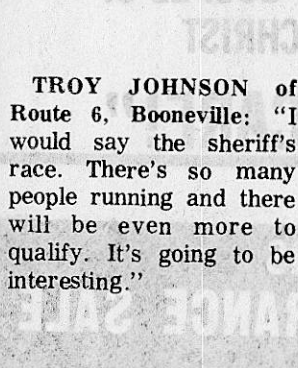 TROY JOHNSON of
Route 6, Booneville: "I
would say the sheriff's
race. There's so many
people running and there
will be even more to
qualify. It's going to be
interesting."